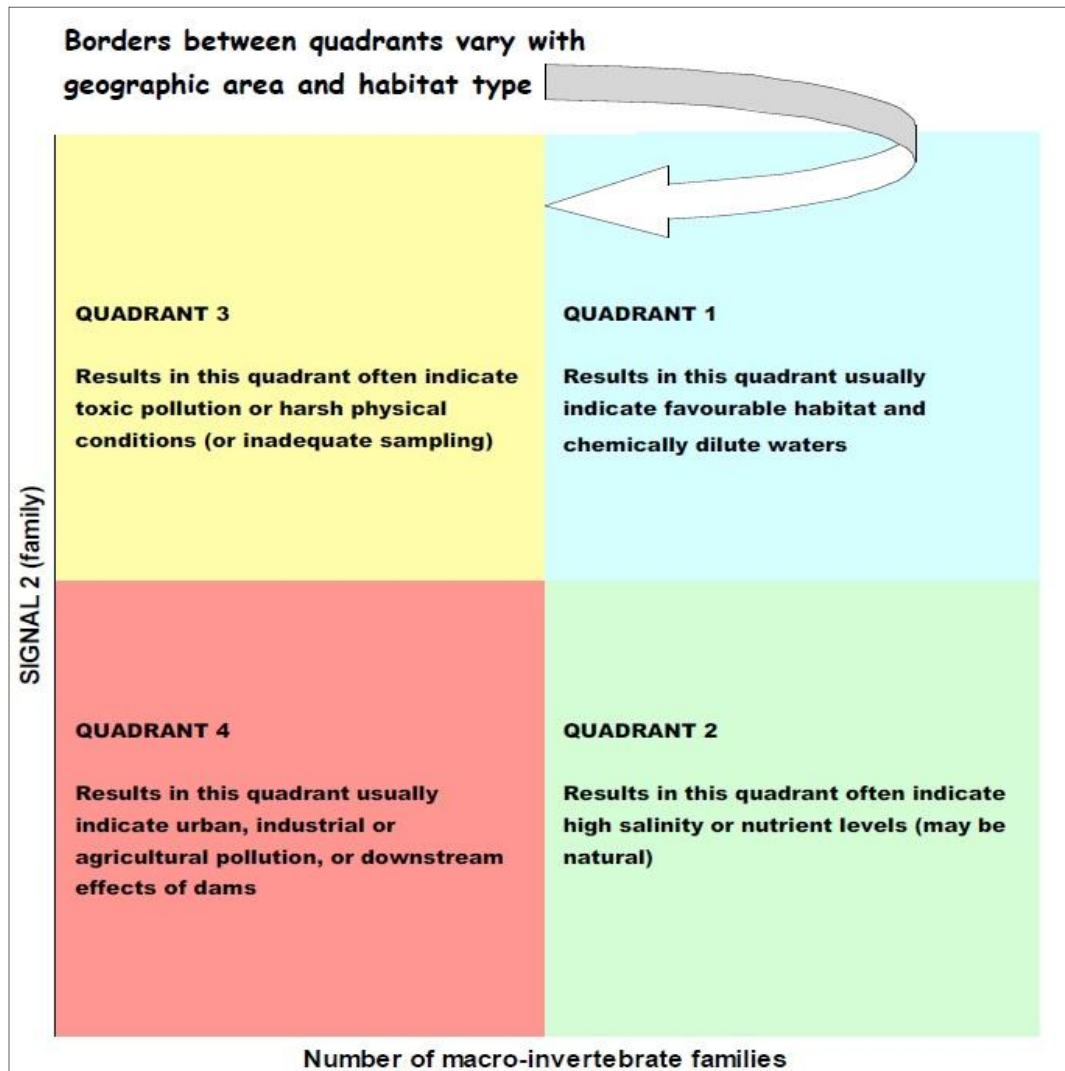 Borders between quadrants vary with
geographic area and habitat type
QUADRANT 3
Results in this quadrant often indicate
toxic pollution or harsh physical
conditions (or inadequate sampling)
QUADRANT 1
Results in this quadrant usually
indicate favourable habitat and
chemically dilute waters
SIGNAL 2 (family)
QUADRANT 4
Results in this quadrant usually
indicate urban, industrial or
agricultural pollution, or downstream
effects of dams
QUADRANT 2
Results in this quadrant often indicate
high salinity or nutrient levels (may be
natural)
Number of macro-invertebrate families